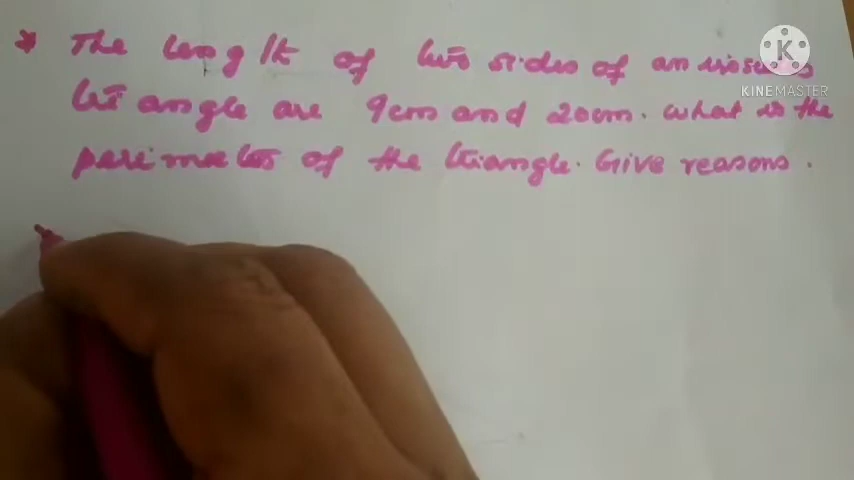 * The length of two sides of an isosceles
triangle are 9cm and 20cm. What is the
perimeter of the triangle. Give reasons.
K
KINEMASTER